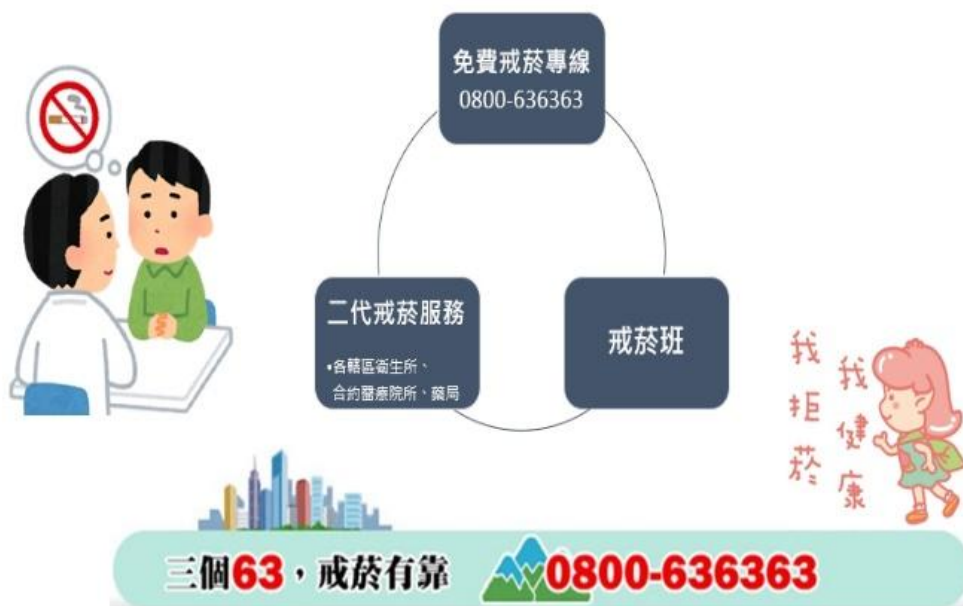 免費戒菸專線
0800-636363
二代戒菸服務
•各轄區衛生所、
合約醫療院所、藥局
戒菸班
我拒菸
我健康
三個63，戒菸有靠 0800-636363